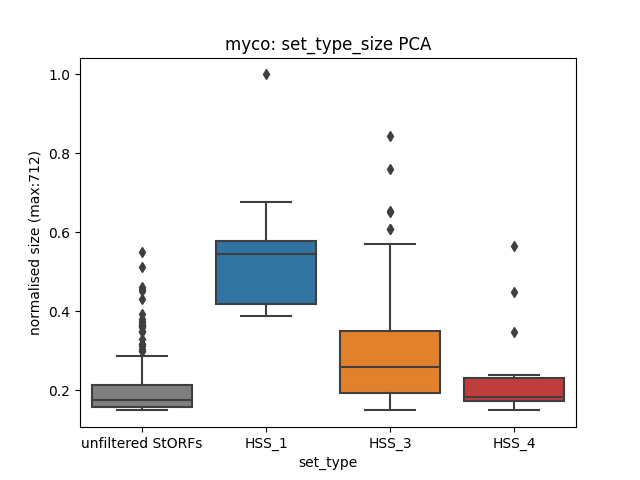 myco: set_type_size PCA
normalised size (max:712)
1.0
0.8
0.6
0.4
0.2
unfiltered StORFs HSS_1 HSS_3 HSS_4
set_type